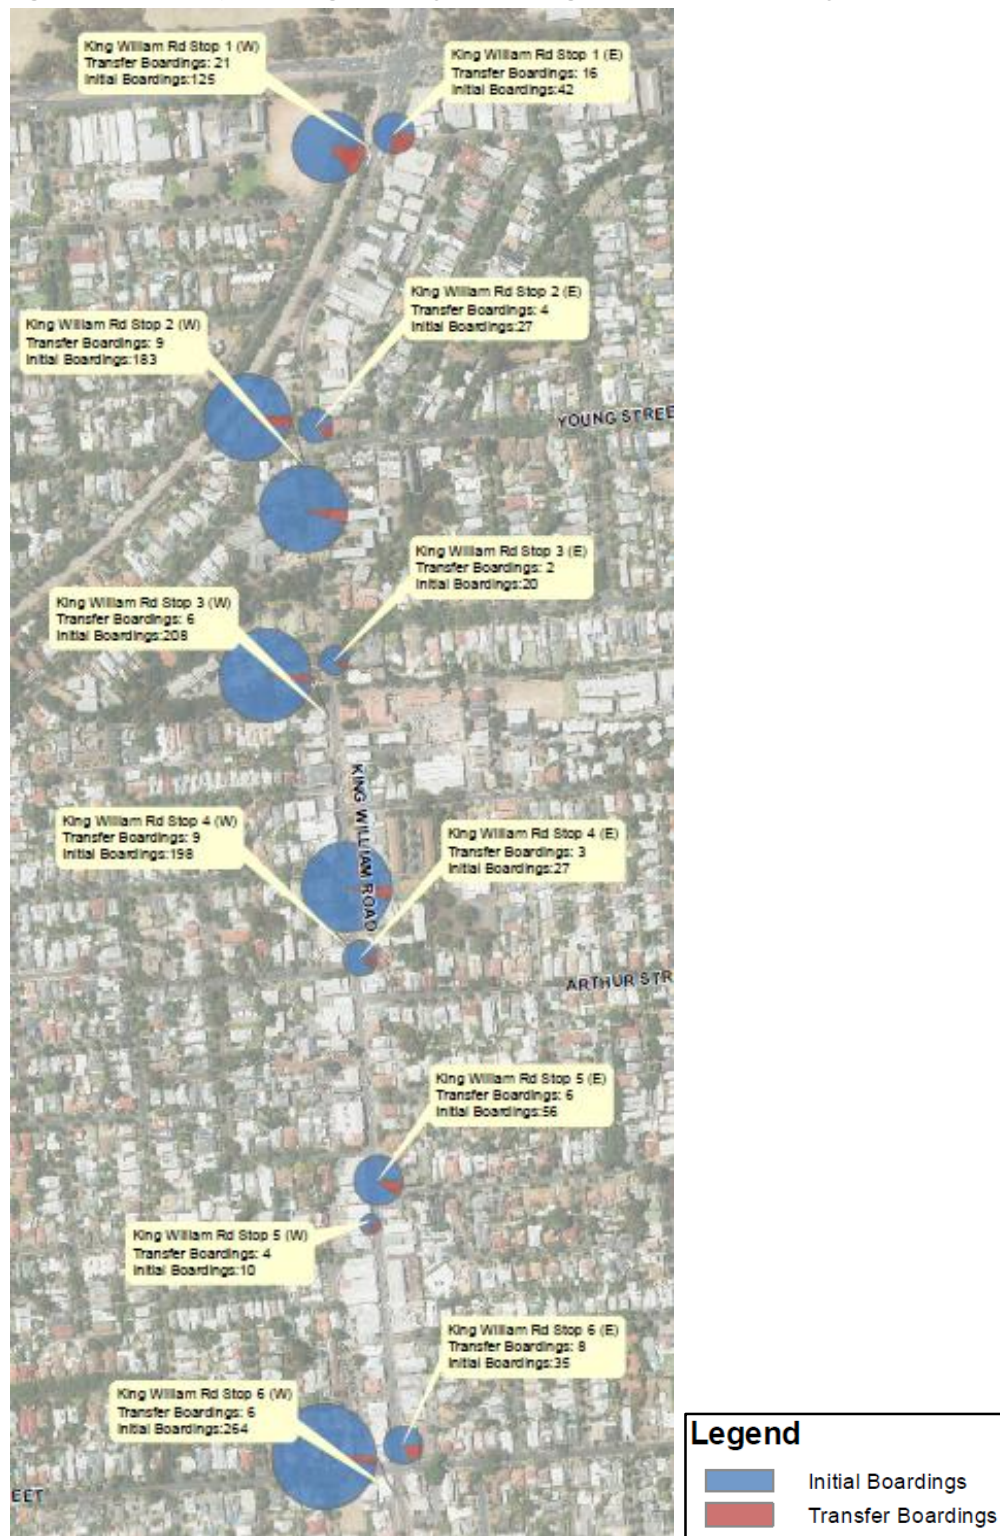 King William Rd Stop 1 (W)
Transfer Boardings: 21
Initial Boardings:125
King William Rd Stop 1 (E)
Transfer Boardings: 16
Initial Boardings:42
King William Rd Stop 2 (E)
Transfer Boardings: 4
Initial Boardings:27
King William Rd Stop 2 (W)
Transfer Boardings: 9
Initial Boardings:183
YOUNG STREE
King William Rd Stop 3 (E)
Transfer Boardings: 2
Initial Boardings:20
King William Rd Stop 3 (W)
Transfer Boardings: 6
Initial Boardings:208
KING WILLIAM ROAD
King William Rd Stop 4 (W)
Transfer Boardings: 9
Initial Boardings:198
King William Rd Stop 4 (E)
Transfer Boardings: 3
Initial Boardings:27
ARTHUR STR
King William Rd Stop 5 (E)
Transfer Boardings: 6
Initial Boardings:56
King William Rd Stop 5 (W)
Transfer Boardings: 4
Initial Boardings:10
King William Rd Stop 6 (E)
Transfer Boardings: 8
Initial Boardings:35
King William Rd Stop 6 (W)
Transfer Boardings: 6
Initial Boardings:264
EET
Legend
Initial Boardings
Transfer Boardings